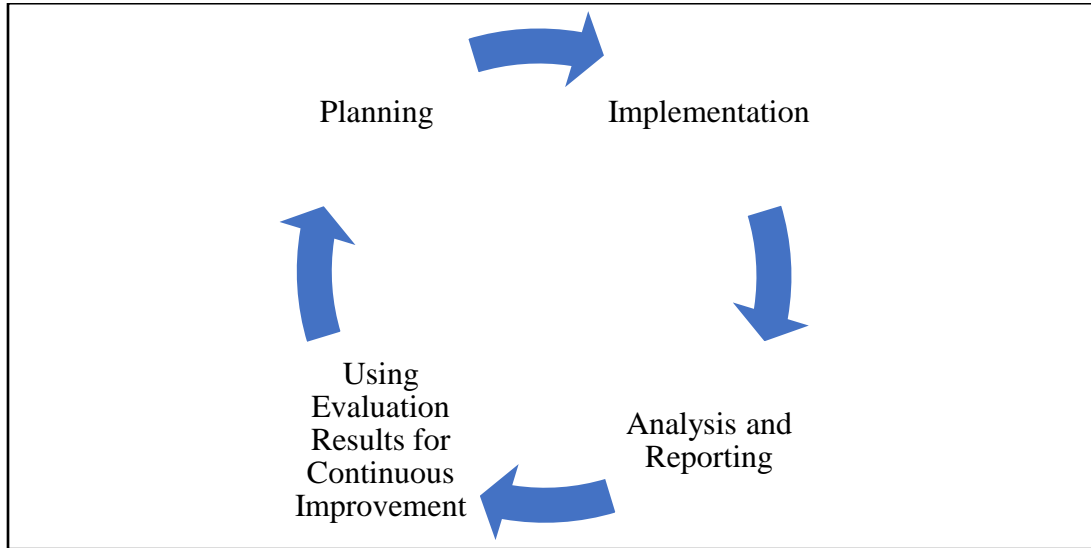 Planning
Implementation
Analysis and
Reporting
Using
Evaluation
Results for
Continuous
Improvement